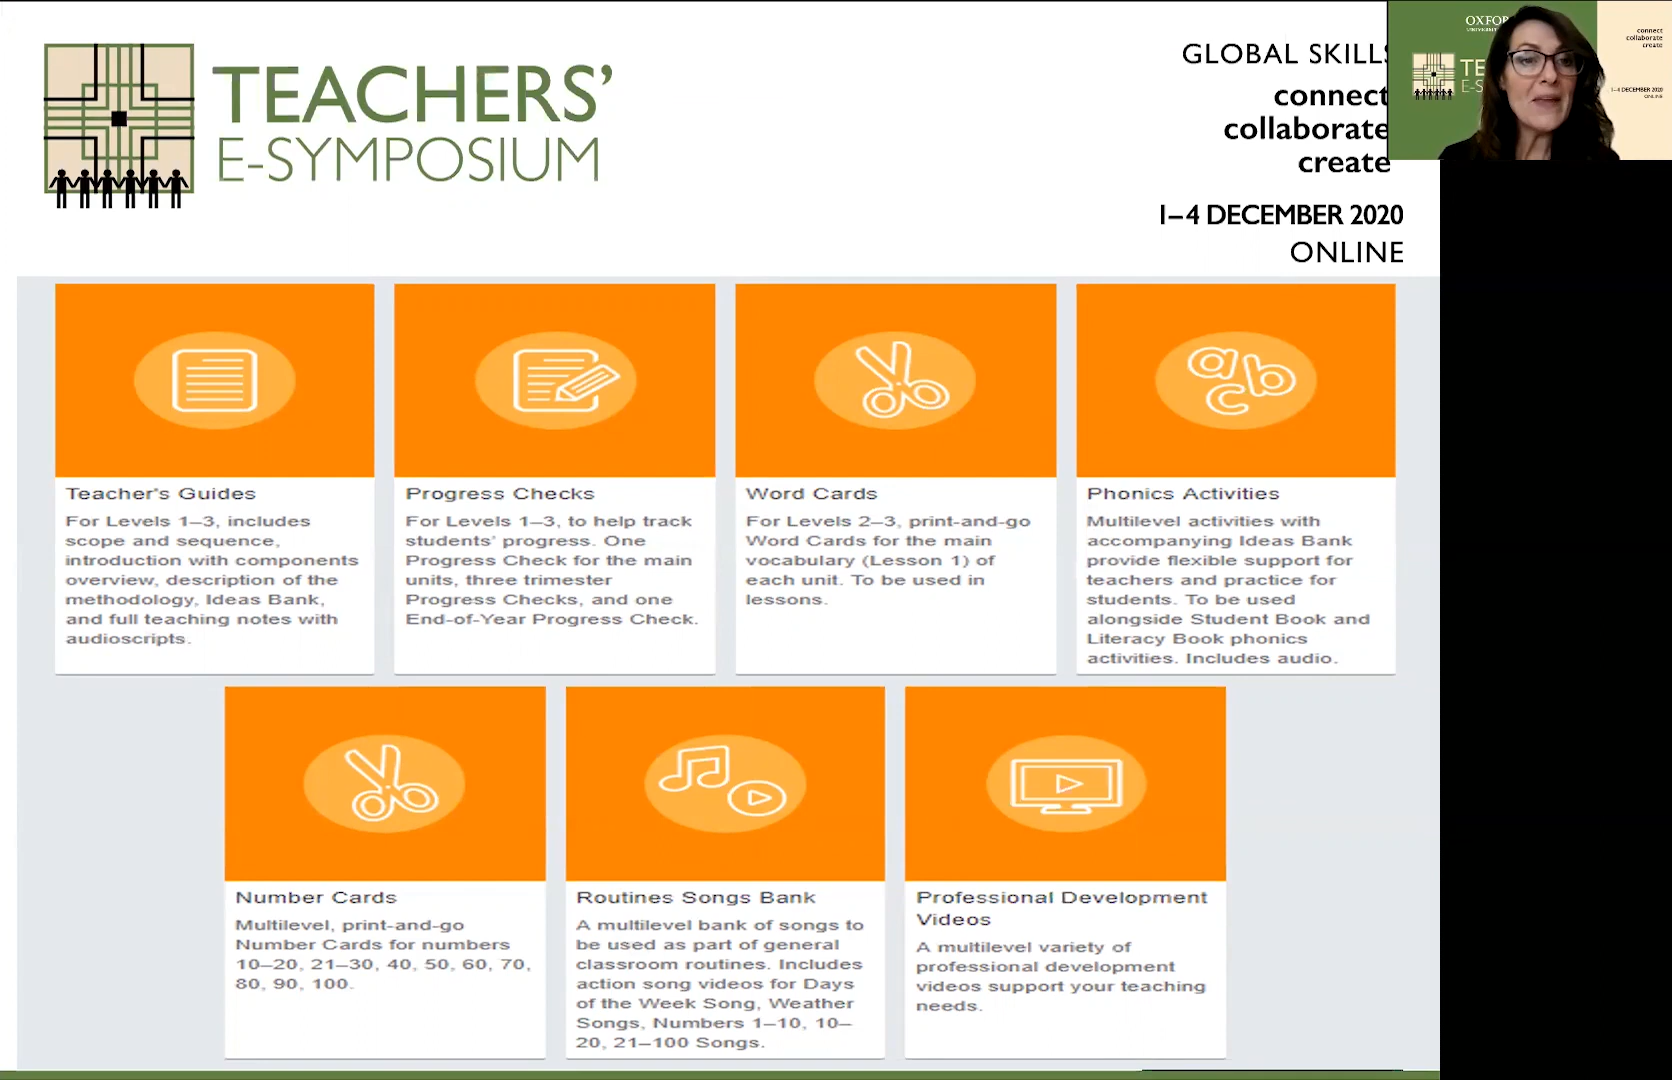 TEACHERS’
E-SYMPOSIUM
GLOBAL SKILLS
connect
collaborate
create
1–4 DECEMBER 2020
ONLINE
connect
collaborate
create
1–4 DECEMBER 2020
ONLINE
abc
Teacher's Guides
For Levels 1–3, includes
scope and sequence,
introduction with components
overview, description of the
methodology, Ideas Bank,
and full teaching notes with
audioscripts.
Progress Checks
For Levels 1–3, to help track
students’ progress. One
Progress Check for the main
units, three trimester
Progress Checks, and one
End-of-Year Progress Check.
Word Cards
For Levels 2–3, print-and-go
Word Cards for the main
vocabulary (Lesson 1) of
each unit. To be used in
lessons.
Phonics Activities
Multilevel activities with
accompanying Ideas Bank
provide flexible support for
teachers and practice for
students. To be used
alongside Student Book and
Literacy Book phonics
activities. Includes audio.
Number Cards
Multilevel, print-and-go
Number Cards for numbers
10–20, 21–30, 40, 50, 60, 70,
80, 90, 100.
Routines Songs Bank
A multilevel bank of songs to
be used as part of general
classroom routines. Includes
action song videos for Days
of the Week Song, Weather
Songs, Numbers 1–10, 10–
20, 21–100 Songs.
Professional Development
Videos
A multilevel variety of
professional development
videos support your teaching
needs.